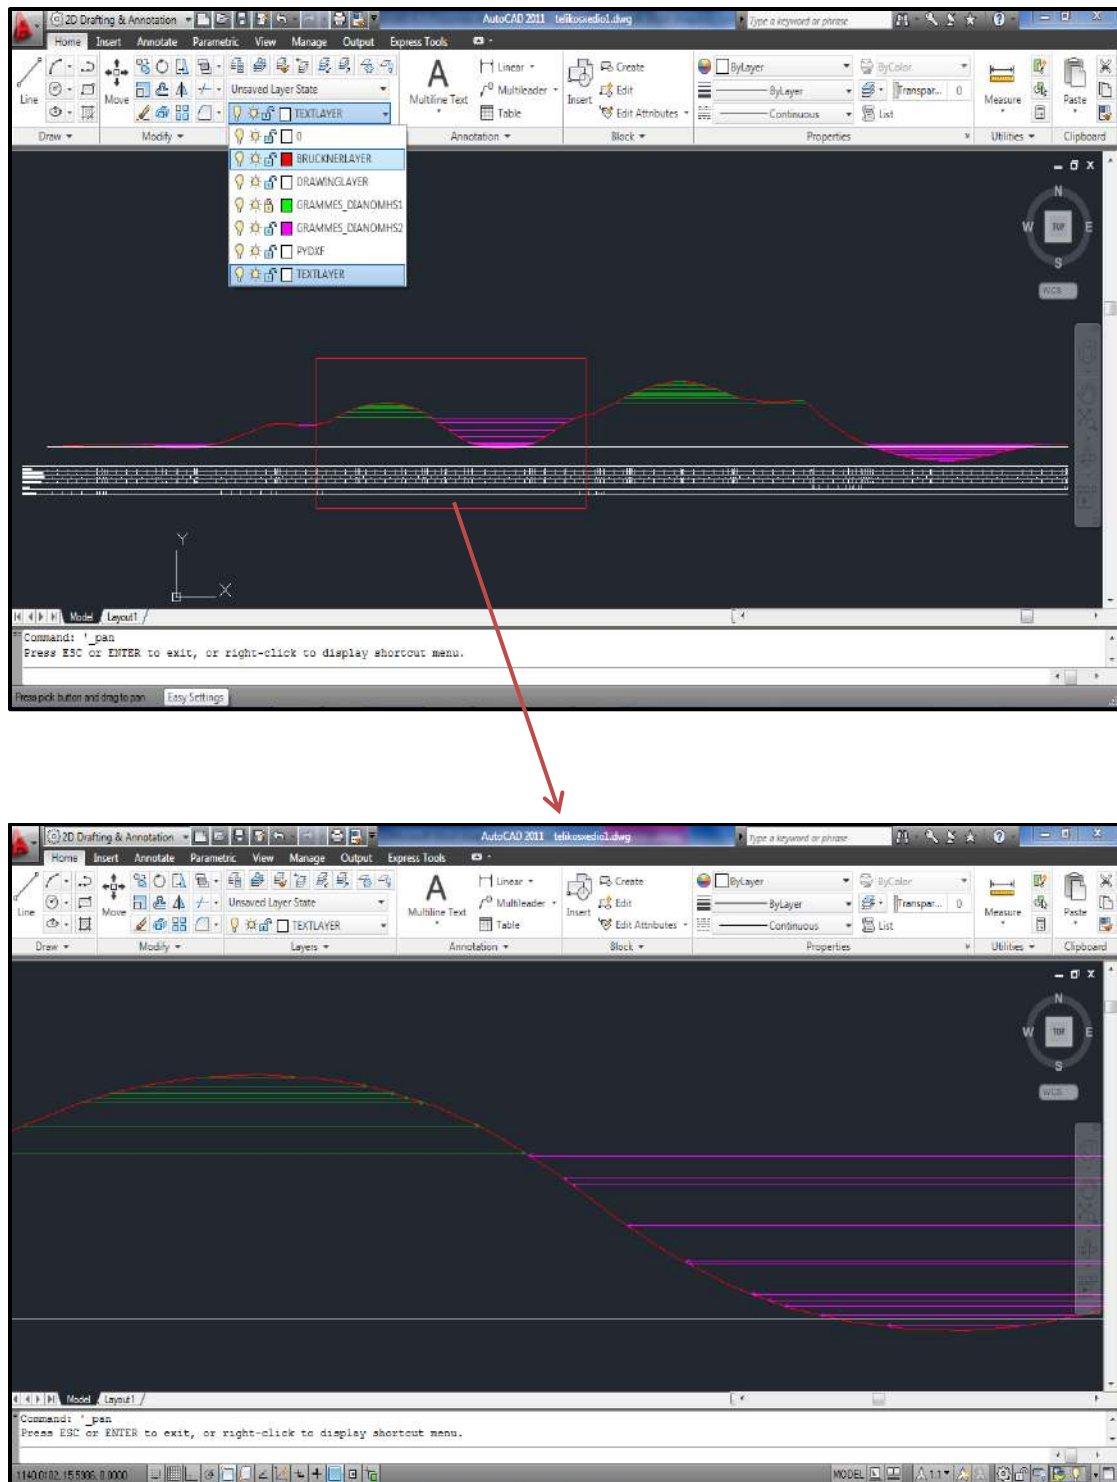 2D Drafting & Annotation
AutoCAD 2011 telikosxedio1.dwg
Type a keyword or phrase
Home Insert Annotate Parametric View Manage Output Express Tools
Line
Move
Unsaved Layer State
TEXTLAYER
Multiline Text
Linear
Multileader
Table
Insert
Create
Edit
Edit Attributes
ByLayer
ByLayer
Continuous
ByColor
Transpar... 0
List
Measure
Paste
Draw Modify Annotation Block Properties Utilities Clipboard
0
BRUCKNERLAYER
DRAWINGLAYER
GRAMMES_DIANOMHS1
GRAMMES_DIANOMHS2
PYDXF
TEXTLAYER
N
W TOP E
S
WCS
Y
X
Model Layout1
Command: '_pan
Press ESC or ENTER to exit, or right-click to display shortcut menu.
Press pick button and drag to pan Easy Settings
2D Drafting & Annotation
AutoCAD 2011 telikosxedio1.dwg
Type a keyword or phrase
Home Insert Annotate Parametric View Manage Output Express Tools
Line
Move
Unsaved Layer State
TEXTLAYER
Multiline Text
Linear
Multileader
Table
Insert
Create
Edit
Edit Attributes
ByLayer
ByLayer
Continuous
ByColor
Transpar... 0
List
Measure
Paste
Draw Modify Layers Annotation Block Properties Utilities Clipboard
N
W TOP E
S
WCS
Model Layout1
Command: '_pan
Press ESC or ENTER to exit, or right-click to display shortcut menu.
MODEL 1:1